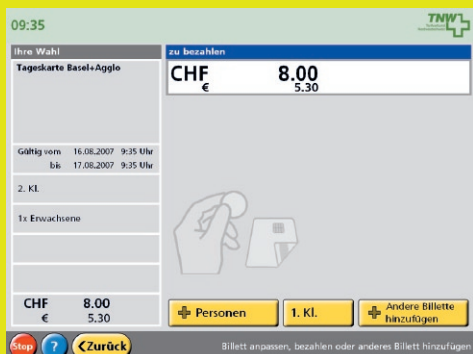 09:35
TNW
Ihre Wahl
Tageskarte Basel+Agglo
Gültig vom 16.08.2007 9:35 Uhr
bis 17.08.2007 9:35 Uhr
2. Kl.
1x Erwachsene
CHF 8.00
€ 5.30
zu bezahlen
CHF 8.00
€ 5.30
+ Personen
1. Kl.
+ Andere Billette
hinzufügen
Stop
?
Zurück
Billett anpassen, bezahlen oder anderes Billett hinzufügen